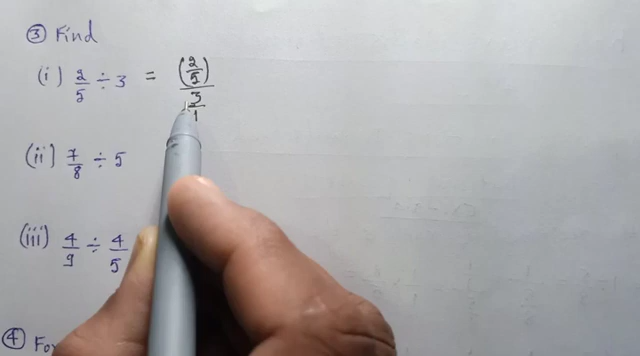 ③ Find
(i) 2/5 ÷ 3 = (2/5)/(3/1)
(ii) 7/8 ÷ 5
(iii) 4/9 ÷ 4/5
④